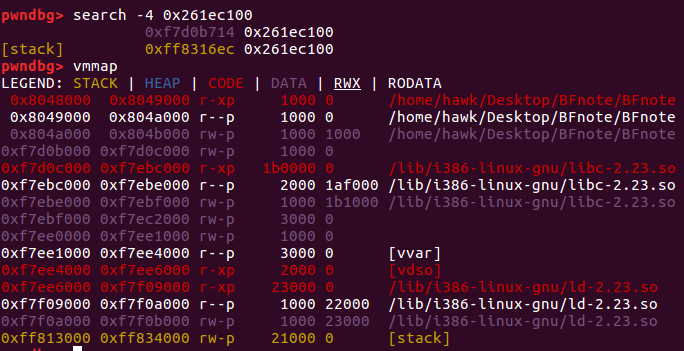 pwndbg> search -4 0x261ec100
0xf7d0b714 0x261ec100
[stack] 0xff8316ec 0x261ec100
pwndbg> vmmap
LEGEND: STACK | HEAP | CODE | DATA | RWX | RODATA
0x8048000 0x8049000 r-xp 1000 0 /home/hawk/Desktop/BFnote/BFnote
0x8049000 0x804a000 r--p 1000 0 /home/hawk/Desktop/BFnote/BFnote
0x804a000 0x804b000 rw-p 1000 1000 /home/hawk/Desktop/BFnote/BFnote
0xf7d0b000 0xf7d0c000 rw-p 1000 0
0xf7d0c000 0xf7ebc000 r-xp 1b0000 0 /lib/i386-linux-gnu/libc-2.23.so
0xf7ebc000 0xf7ebe000 r--p 2000 1af000 /lib/i386-linux-gnu/libc-2.23.so
0xf7ebe000 0xf7ebf000 rw-p 1000 1b1000 /lib/i386-linux-gnu/libc-2.23.so
0xf7ebf000 0xf7ec2000 rw-p 3000 0
0xf7ee0000 0xf7ee1000 rw-p 1000 0
0xf7ee1000 0xf7ee4000 r--p 3000 0 [vvar]
0xf7ee4000 0xf7ee6000 r-xp 2000 0 [vdso]
0xf7ee6000 0xf7f09000 r-xp 23000 0 /lib/i386-linux-gnu/ld-2.23.so
0xf7f09000 0xf7f0a000 r--p 1000 22000 /lib/i386-linux-gnu/ld-2.23.so
0xf7f0a000 0xf7f0b000 rw-p 1000 23000 /lib/i386-linux-gnu/ld-2.23.so
0xff813000 0xff834000 rw-p 21000 0 [stack]
pwndbg>